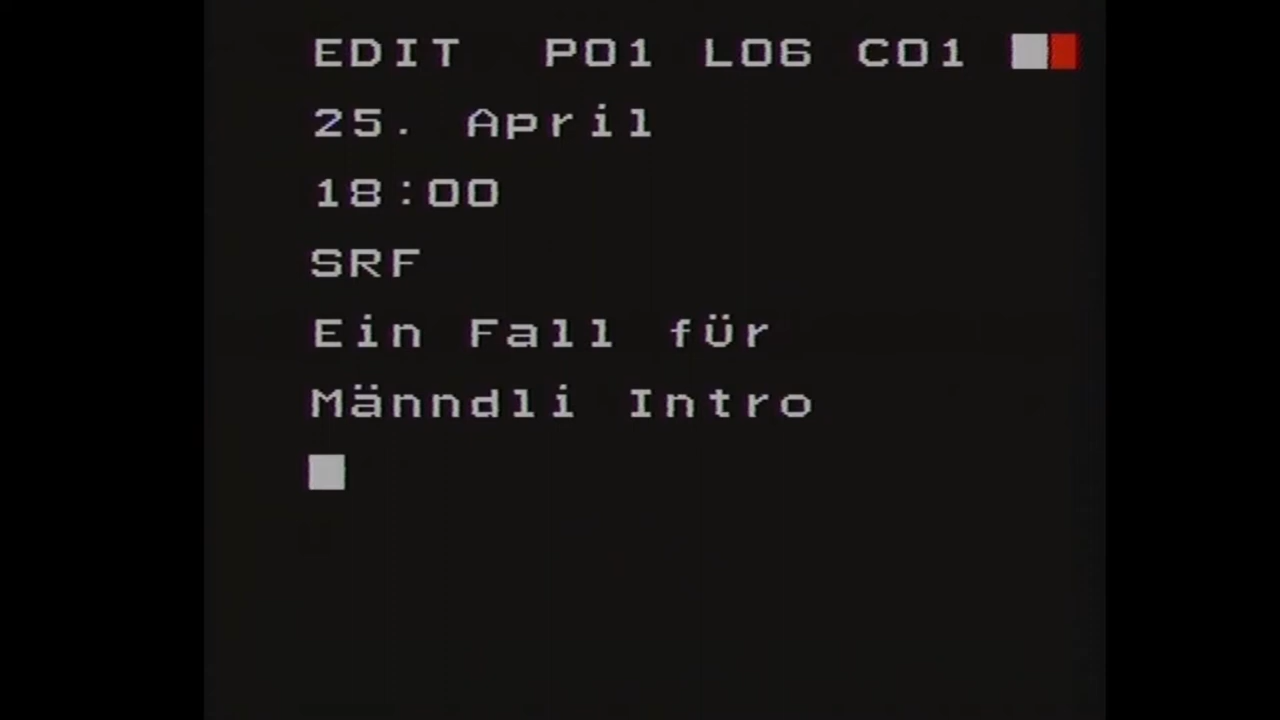 EDIT P01 L06 C01
25. April
18:00
SRF
Ein Fall für
Männdli Intro